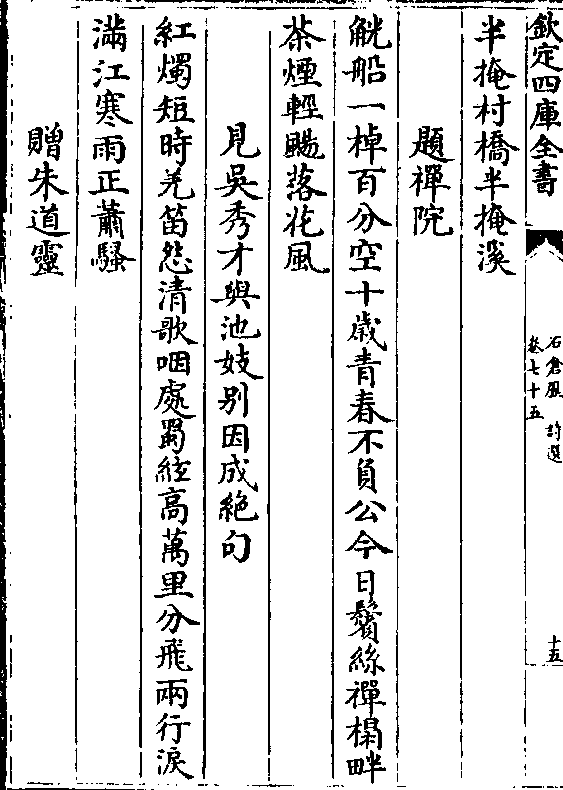 欽定四庫全書
石倉歷代詩選
卷七十五
十五
半掩村橋半掩溪
題禪院
觥船一棹百分空十歲青春不負公今日鬢絲禪榻畔
茶煙輕颺落花風
見吳秀才與池妓别因成絶句
紅燭短時羌笛怨清歌咽處蜀絃高萬里分飛兩行淚
滿江寒雨正蕭騷
贈朱道靈